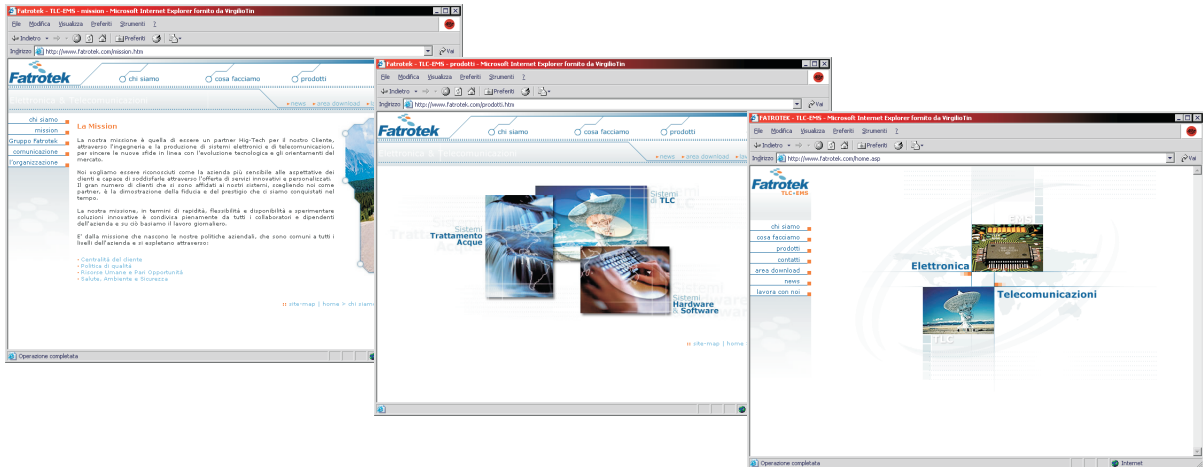 Fatrotek - TLC-EMS - mission - Microsoft Internet Explorer fornito da VirgilioTin
File Modifica Visualizza Preferiti Strumenti ?
Indietro Preferiti
Indirizzo http://www.fatrotek.com/mission.htm Vai
Fatrotek chi siamo cosa facciamo prodotti
Elettronica & Telecomunicazioni
news area download
chi siamo
mission
Gruppo Fatrotek
comunicazione
l'organizzazione
La Mission
La nostra missione è quella di essere un partner Hig-Tech per il nostro Cliente,
attraverso l'ingegneria e la produzione di sistemi elettronici e di telecomunicazioni,
per vincere le nuove sfide in linea con l'evoluzione tecnologica e gli orientamenti del
mercato.
Noi vogliamo essere riconosciuti come la azienda più sensibile alle aspettative dei
clienti e capace di soddisfarle attraverso l'offerta di servizi innovativi e personalizzati.
Il gran numero di clienti che si sono affidati ai nostri sistemi, scegliendo noi come
partner, è la dimostrazione della fiducia e del prestigio che ci siamo conquistati nel
tempo.
La nostre missione, in termini di rapidità, flessibilità e disponibilità a sperimentare
soluzioni innovative è condivisa pienamente da tutti i collaboratori e dipendenti
dell'azienda e su ciò basiamo il lavoro giornaliero.
E' dalla missione che nascono le nostre politiche aziendali, che sono comuni a tutti i
livelli dell'azienda e si espletano attraverso:
Centralità del cliente
Politica di qualità
Risorse Umane e Pari Opportunità
Salute, Ambiente e Sicurezza
:: site-map | home > chi siamo
Operazione completata
Fatrotek - TLC-EMS - prodotti - Microsoft Internet Explorer fornito da VirgilioTin
File Modifica Visualizza Preferiti Strumenti ?
Indietro Preferiti
Indirizzo http://www.fatrotek.com/prodotti.htm Vai
Fatrotek chi siamo cosa facciamo prodotti
news area download
Sistemi
di TLC
Sistemi
Trattamento
Acque
Sistemi
Hardware
& Software
:: site-map | home
FATROTEK - TLC-EMS - Microsoft Internet Explorer fornito da VirgilioTin
File Modifica Visualizza Preferiti Strumenti ?
Indietro Preferiti
Indirizzo http://www.fatrotek.com/home.asp Vai
Fatrotek
TLC-EMS
chi siamo
cosa facciamo
prodotti
contatti
area download
news
lavora con noi
EMS
Elettronica
Telecomunicazioni
TLC
Operazione completata Internet